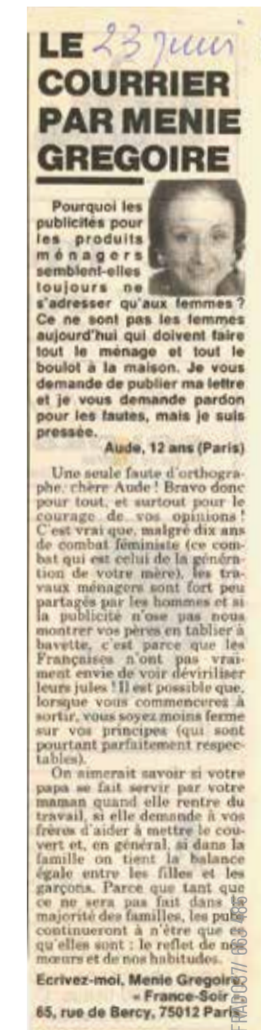 LE 23 juin
COURRIER
PAR MENIE
GREGOIRE
Pourquoi les
publicités pour
les produits
ménagers
semblent-elles
toujours ne
s'adresser qu'aux femmes ?
Ce ne sont pas les femmes
aujourd'hui qui doivent faire
tout le ménage et tout le
boulot à la maison. Je vous
demande de publier ma lettre
et je vous demande pardon
pour les fautes, mais je suis
pressée.
Aude, 12 ans (Paris)
Une seule faute d'orthogra-
phe, chère Aude ! Bravo donc
pour tout, et surtout pour le
courage de vos opinions !
C'est vrai que, malgré dix ans
de combat féministe (ce com-
bat qui est celui de la généra-
tion de votre mère), les tra-
vaux ménagers sont fort peu
partagés par les hommes et si
la publicité n'ose pas nous
montrer vos pères en tablier à
bavette, c'est parce que les
Françaises n'ont pas vrai-
ment envie de voir déviriliser
leurs jules ! Il est possible que,
lorsque vous commencerez à
sortir, vous soyez moins ferme
sur vos principes (qui sont
pourtant parfaitement respec-
tables).
On aimerait savoir si votre
papa se fait servir par votre
maman quand elle rentre du
travail, si elle demande à vos
frères d'aider à mettre le cou-
vert et, en général, si dans la
famille on tient la balance
égale entre les filles et les
garçons. Parce que tant que
ce ne sera pas fait dans la
majorité des familles, les pubs
continueront à n'être que ce
qu'elles sont : le reflet de nos
mœurs et de nos habitudes.
Ecrivez-moi, Menie Gregoire
« France-Soir »
65, rue de Bercy, 75012 Paris